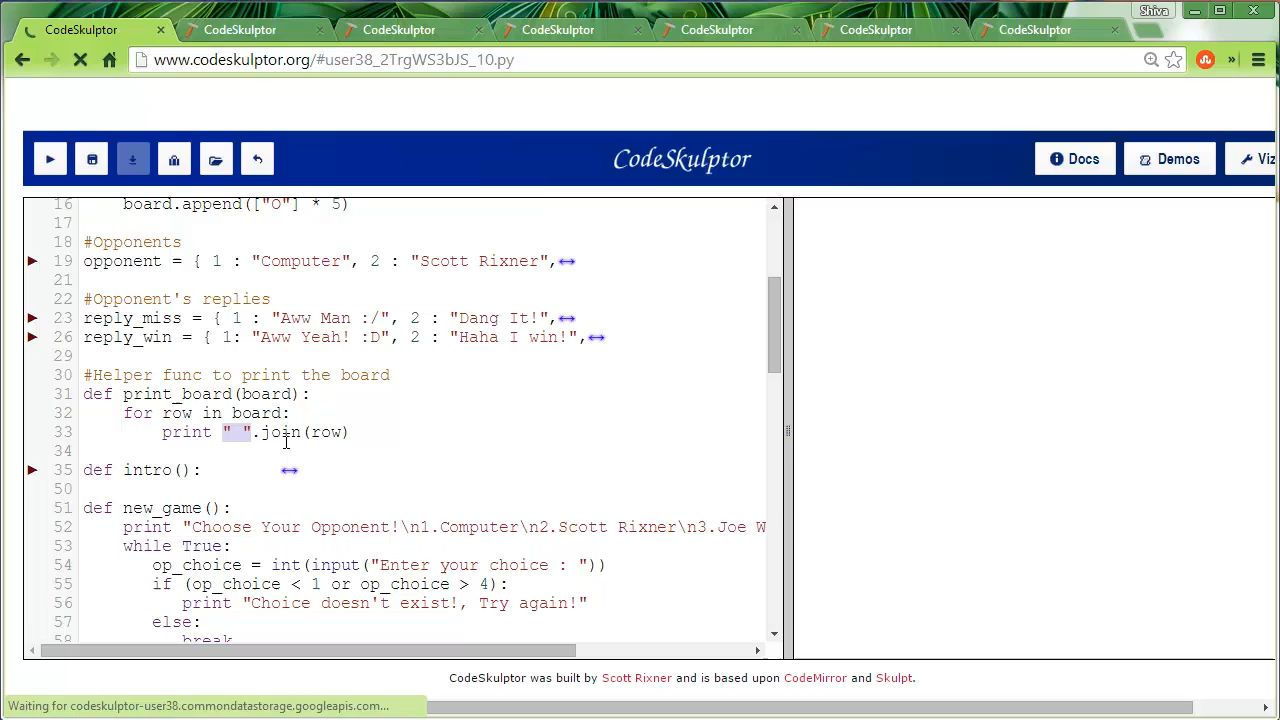 Shiva
CodeSkulptor CodeSkulptor CodeSkulptor CodeSkulptor CodeSkulptor CodeSkulptor CodeSkulptor
www.codeskulptor.org/#user38_2TrgWS3bJS_10.py
CodeSkulptor
Docs Demos Viz
16 board.append(["O"] * 5)
17
18 #Opponents
19 opponent = { 1 : "Computer", 2 : "Scott Rixner",
21
22 #Opponent's replies
23 reply_miss = { 1 : "Aww Man :/", 2 : "Dang It!",
26 reply_win = { 1: "Aww Yeah! :D", 2 : "Haha I win!",
29
30 #Helper func to print the board
31 def print_board(board):
32 for row in board:
33 print " ".join(row)
34
35 def intro():
50
51 def new_game():
52 print "Choose Your Opponent!\n1.Computer\n2.Scott Rixner\n3.Joe W
53 while True:
54 op_choice = int(input("Enter your choice : "))
55 if (op_choice < 1 or op_choice > 4):
56 print "Choice doesn't exist!, Try again!"
57 else:
58 break
CodeSkulptor was built by Scott Rixner and is based upon CodeMirror and Skulpt.
Waiting for codeskulptor-user38.commondatastorage.googleapis.com...